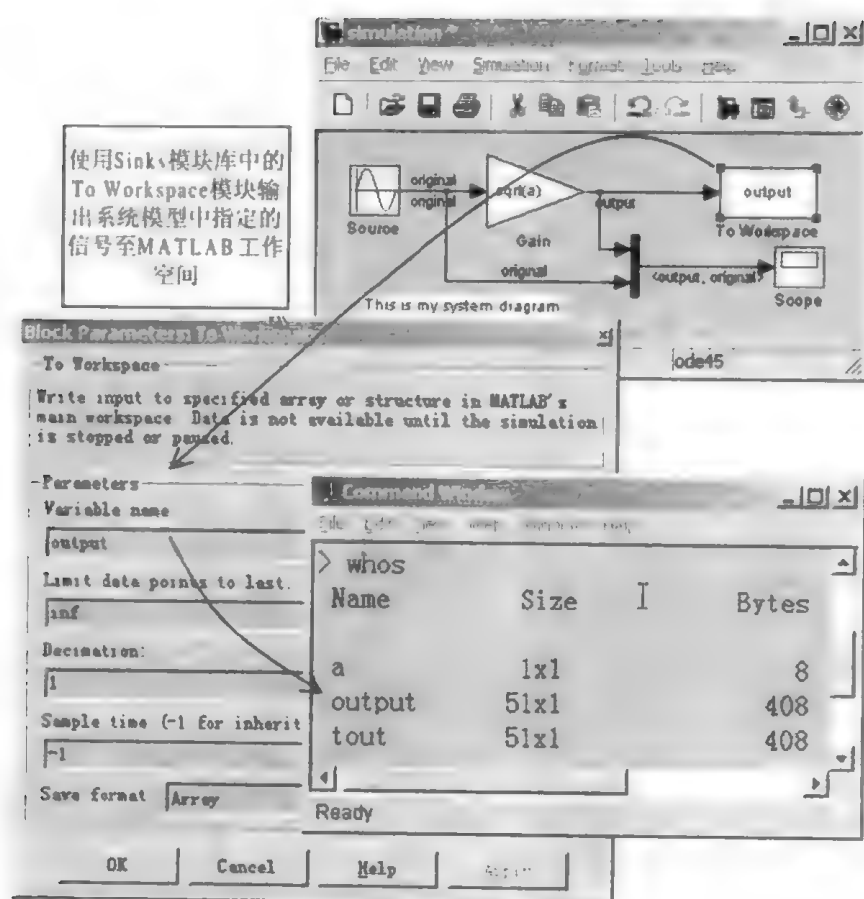 simulation
File Edit View Simulation Format Tools Help
使用Sinks模块库中的
To Workspace模块输
出系统模型中指定的
信号至MATLAB工作
空间
original
original
sqrt(a)
output
output
Source
Gain
To Workspace
original
<output, original>
Scope
This is my system diagram
ode45
Block Parameters: To
To Workspace
Write input to specified array or structure in MATLAB's
main workspace Data is not available until the simulation
is stopped or paused.
Parameters
Variable name
output
Limit data points to last.
inf
Decimation:
1
Sample time (-1 for inherit
-1
Save format Array
OK Cancel Help
Command Window
> whos
Name Size Bytes
a 1x1 8
output 51x1 408
tout 51x1 408
Ready